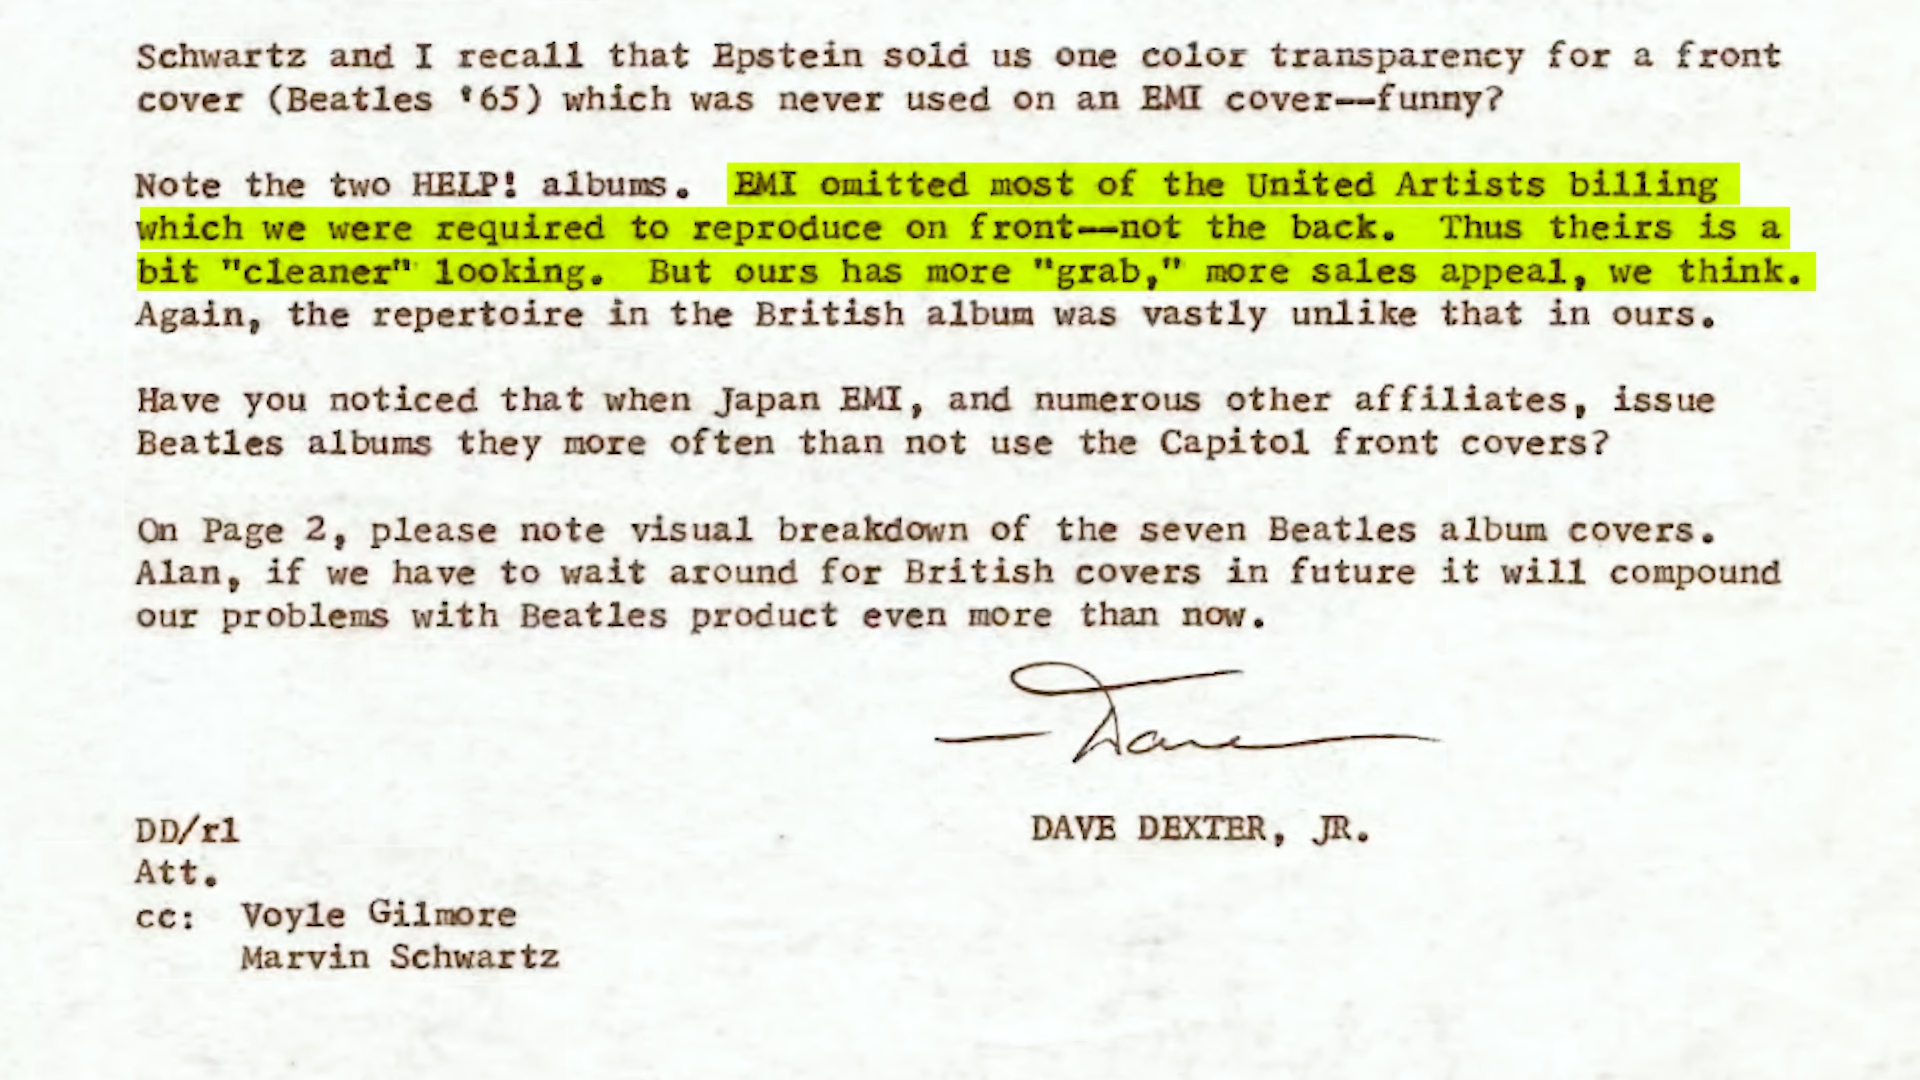 Schwartz and I recall that Epstein sold us one color transparency for a front
cover (Beatles '65) which was never used on an EMI cover--funny?
Note the two HELP! albums. EMI omitted most of the United Artists billing
which we were required to reproduce on front--not the back. Thus theirs is a
bit "cleaner" looking. But ours has more "grab," more sales appeal, we think.
Again, the repertoire in the British album was vastly unlike that in ours.
Have you noticed that when Japan EMI, and numerous other affiliates, issue
Beatles albums they more often than not use the Capitol front covers?
On Page 2, please note visual breakdown of the seven Beatles album covers.
Alan, if we have to wait around for British covers in future it will compound
our problems with Beatles product even more than now.
Dave
DAVE DEXTER, JR.
DD/rl
Att.
cc: Voyle Gilmore
Marvin Schwartz